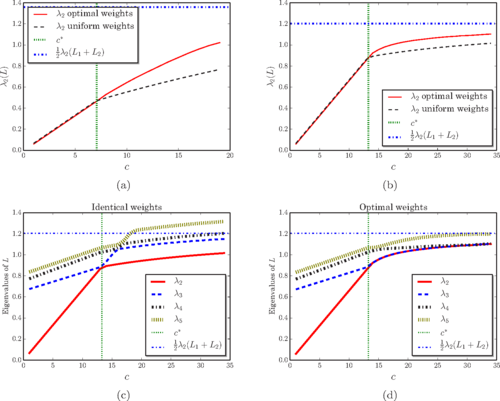 1.4
1.2
1.0
0.8
0.6
0.4
0.2
0.0
λ₂(L)
λ₂ optimal weights
λ₂ uniform weights
c*
½λ₂(L₁ + L₂)
0 5 10 15 20
c
(a)
1.4
1.2
1.0
0.8
0.6
0.4
0.2
0.0
λ₂(L)
λ₂ optimal weights
λ₂ uniform weights
c*
½λ₂(L₁ + L₂)
0 5 10 15 20 25 30 35
c
(b)
Identical weights
1.4
1.2
1.0
0.8
0.6
0.4
0.2
0.0
Eigenvalues of L
λ₂
λ₃
λ₄
λ₅
c*
½λ₂(L₁ + L₂)
0 5 10 15 20 25 30 35
c
(c)
Optimal weights
1.4
1.2
1.0
0.8
0.6
0.4
0.2
0.0
Eigenvalues of L
λ₂
λ₃
λ₄
λ₅
c*
½λ₂(L₁ + L₂)
0 5 10 15 20 25 30 35
c
(d)